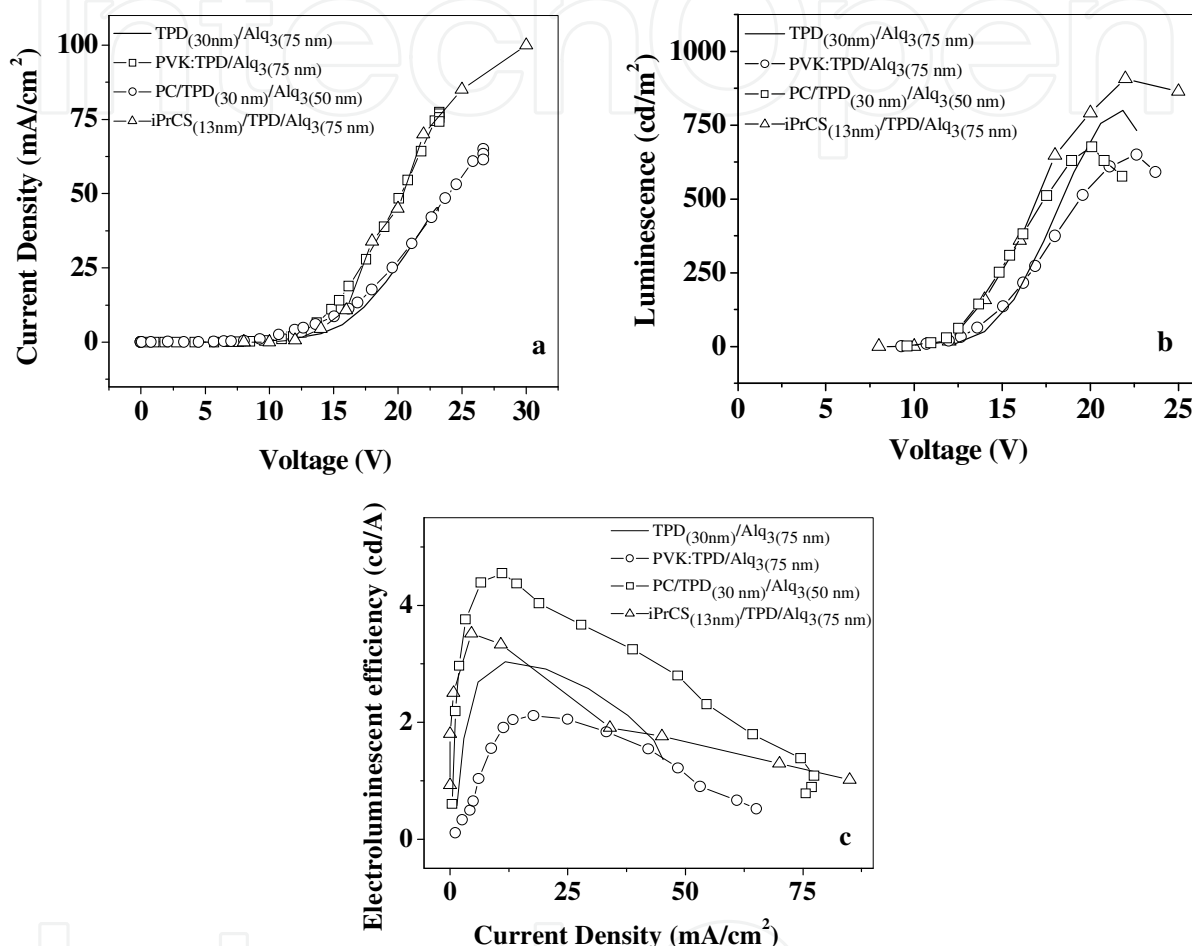 IntechOpen
Current Density (mA/cm²)
100
75
50
25
0
TPD(30nm)/Alq3(75 nm)
PVK:TPD/Alq3(75 nm)
PC/TPD(30 nm)/Alq3(50 nm)
iPrCS(13nm)/TPD/Alq3(75 nm)
a
0 5 10 15 20 25 30
Voltage (V)
Luminescence (cd/m²)
1000
750
500
250
0
TPD(30nm)/Alq3(75 nm)
PVK:TPD/Alq3(75 nm)
PC/TPD(30 nm)/Alq3(50 nm)
iPrCS(13nm)/TPD/Alq3(75 nm)
b
0 5 10 15 20 25
Voltage (V)
Electroluminescent efficiency (cd/A)
4
2
0
TPD(30nm)/Alq3(75 nm)
PVK:TPD/Alq3(75 nm)
PC/TPD(30 nm)/Alq3(50 nm)
iPrCS(13nm)/TPD/Alq3(75 nm)
c
0 25 50 75
Current Density (mA/cm²)